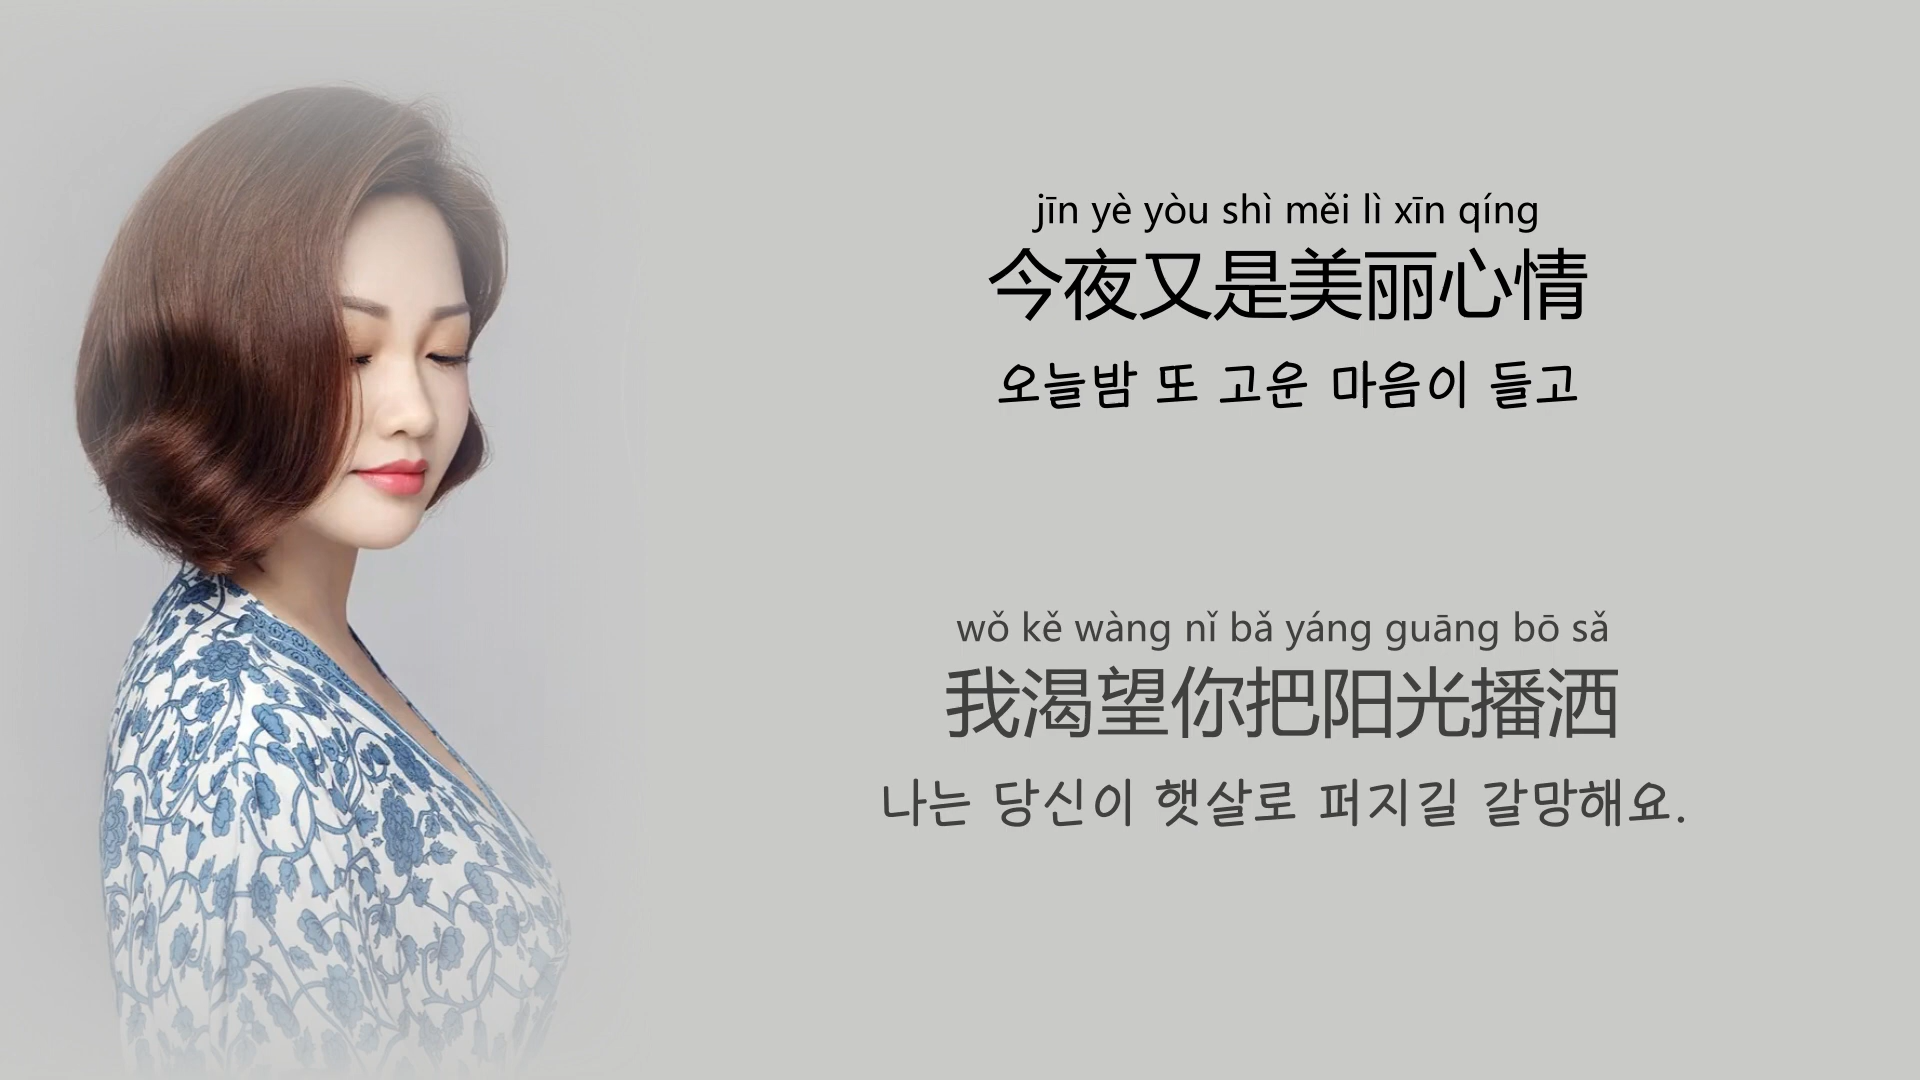 jīn yè yòu shì měi lì xīn qíng
今夜又是美丽心情
오늘밤 또 고운 마음이 들고
wǒ kě wàng nǐ bǎ yáng guāng bō sǎ
我渴望你把阳光播洒
나는 당신이 햇살로 퍼지길 갈망해요.